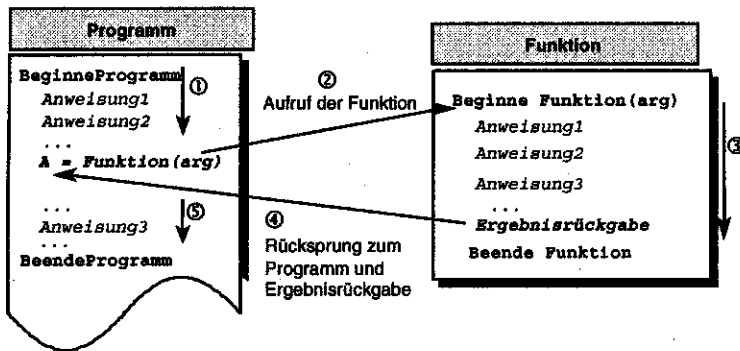 Programm
BeginneProgramm
①
Anweisung1
Anweisung2
...
A = Funktion(arg)
...
⑤
Anweisung3
...
BeendeProgramm
②
Aufruf der Funktion
④
Rücksprung zum
Programm und
Ergebnisrückgabe
Funktion
Beginne Funktion(arg)
Anweisung1
Anweisung2
③
Anweisung3
...
Ergebnisrückgabe
Beende Funktion